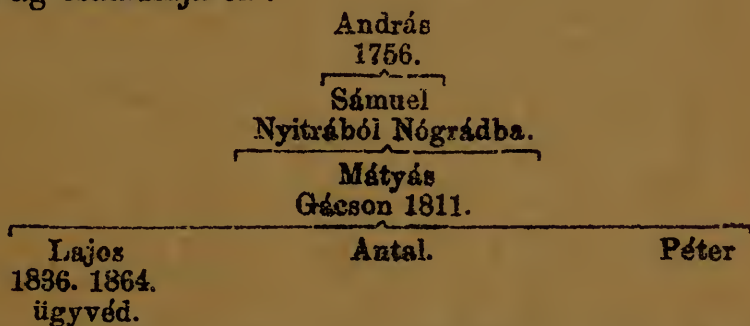 András
1756.
Sámuel
Nyitrából Nógrádba.
Mátyás
Gácson 1811.
Lajos Antal. Péter
1836. 1864.
ügyvéd.